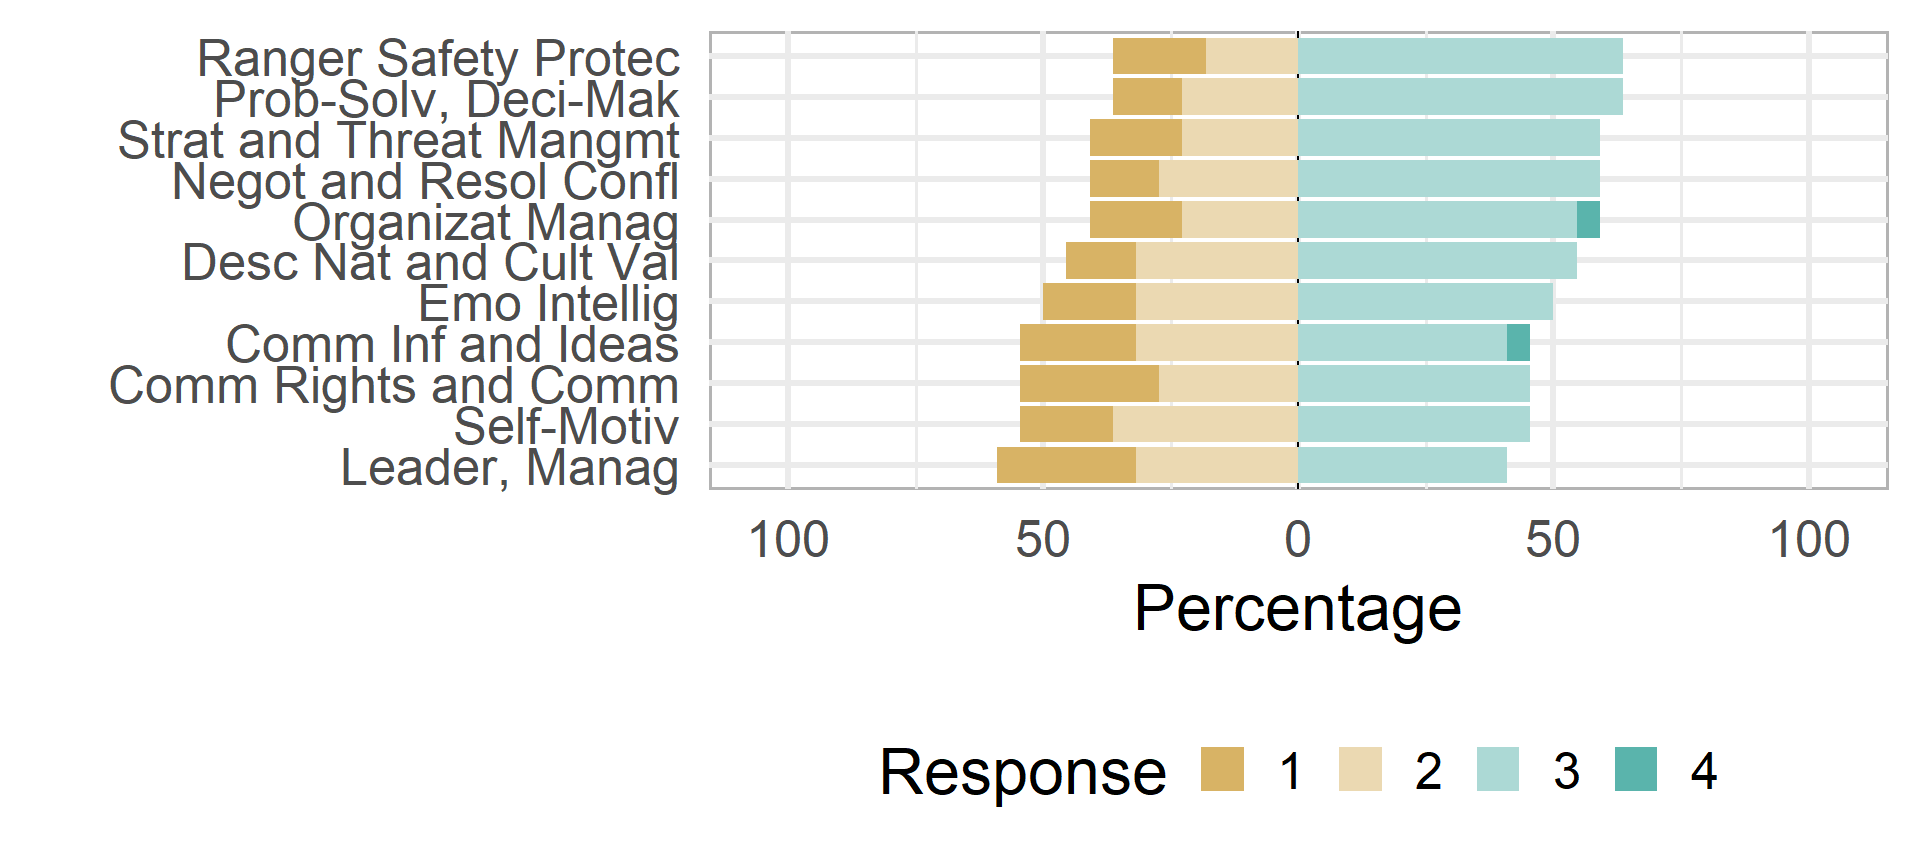 Ranger Safety Protec
Prob-Solv, Deci-Mak
Strat and Threat Mangmt
Negot and Resol Confl
Organizat Manag
Desc Nat and Cult Val
Emo Intellig
Comm Inf and Ideas
Comm Rights and Comm
Self-Motiv
Leader, Manag
100 50 0 50 100
Percentage
Response 1 2 3 4